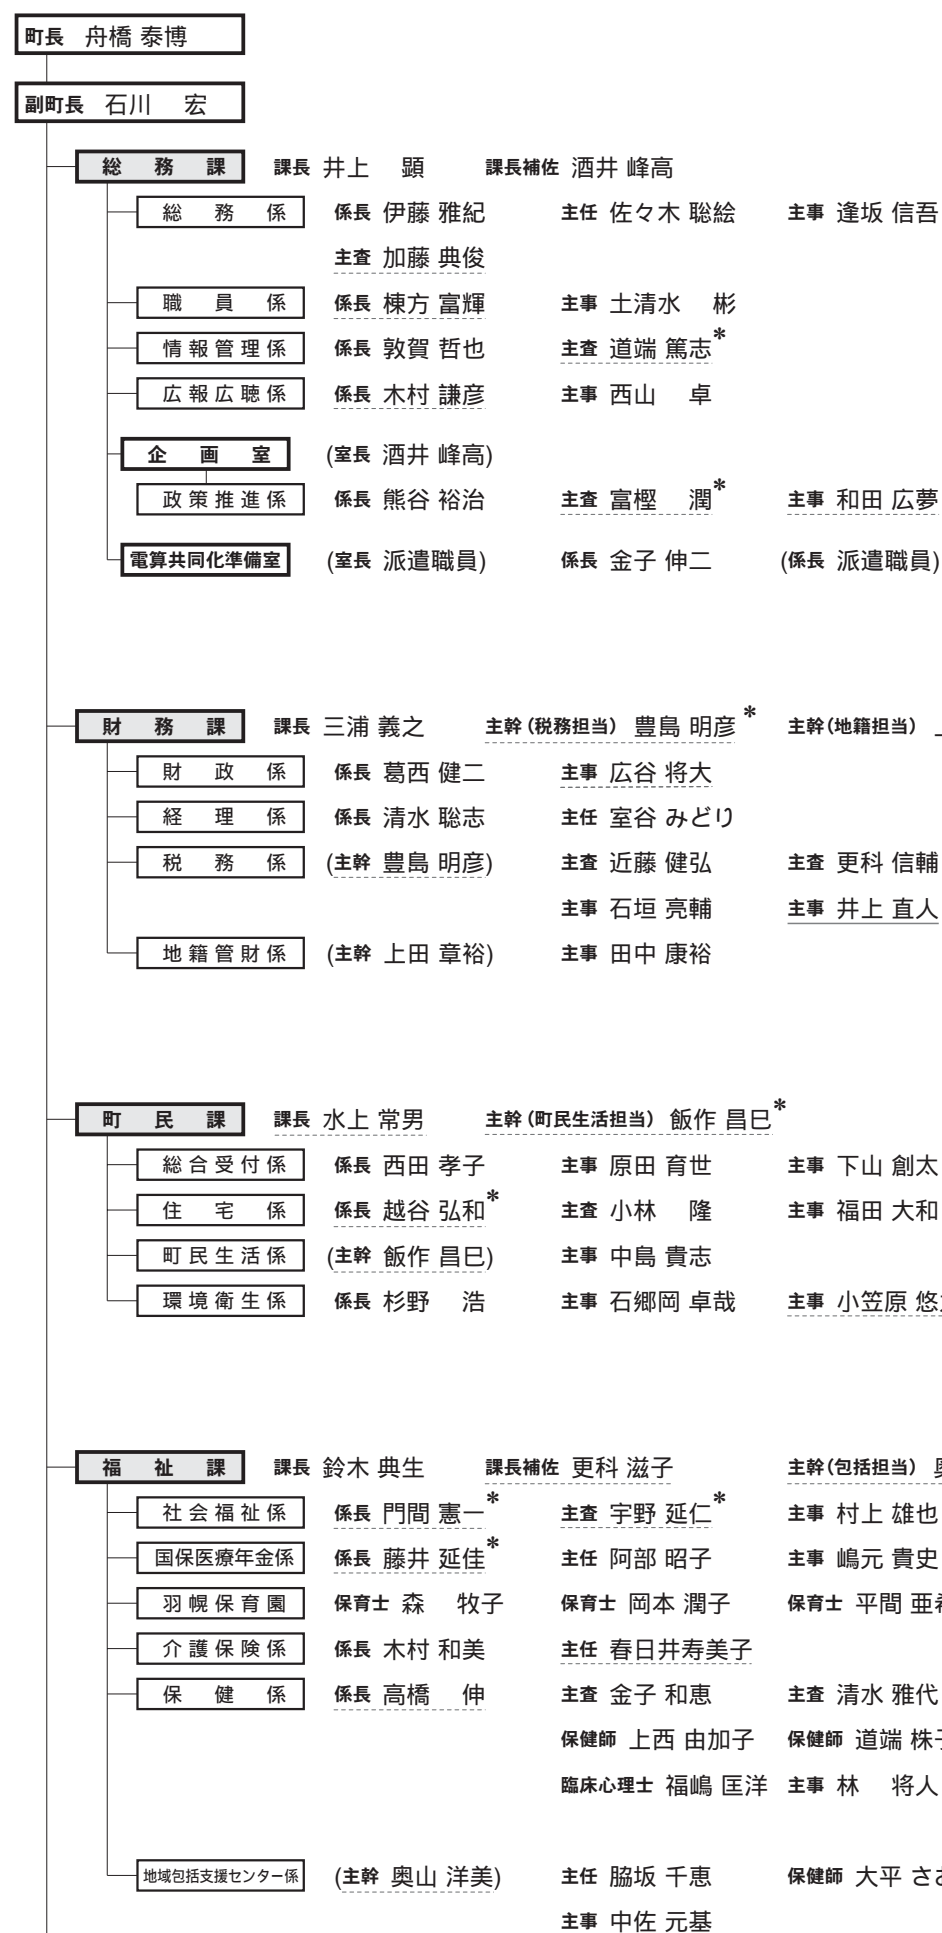 町長 舟橋 泰博
副町長 石川 宏
総務課 課長 井上 顕 課長補佐 酒井 峰高
総務係 係長 伊藤 雅紀 主任 佐々木 聡絵 主事 逢坂 信吾
主査 加藤 典俊
職員係 係長 棟方 富輝 主事 土清水 彬
情報管理係 係長 敦賀 哲也 主査 道端 篤志*
広報広聴係 係長 木村 謙彦 主事 西山 卓
企画室 (室長 酒井 峰高)
政策推進係 係長 熊谷 裕治 主査 富樫 潤* 主事 和田 広夢
電算共同化準備室 (室長 派遣職員) 係長 金子 伸二 (係長 派遣職員)
財務課 課長 三浦 義之 主幹(税務担当) 豊島 明彦* 主幹(地籍担当)
財政係 係長 葛西 健二 主事 広谷 将大
経理係 係長 清水 聡志 主任 室谷 みどり
税務係 (主幹 豊島 明彦) 主査 近藤 健弘 主査 更科 信輔
主事 石垣 亮輔 主事 井上 直人
地籍管財係 (主幹 上田 章裕) 主事 田中 康裕
町民課 課長 水上 常男 主幹(町民生活担当) 飯作 昌巳*
総合受付係 係長 西田 孝子 主事 原田 育世 主事 下山 創太
住宅係 係長 越谷 弘和* 主査 小林 隆 主事 福田 大和
町民生活係 (主幹 飯作 昌巳) 主事 中島 貴志
環境衛生係 係長 杉野 浩 主事 石郷岡 卓哉 主事 小笠原 悠
福祉課 課長 鈴木 典生 課長補佐 更科 滋子 主幹(包括担当) 奥
社会福祉係 係長 門間 憲一* 主査 宇野 延仁* 主事 村上 雄也
国保医療年金係 係長 藤井 延佳* 主任 阿部 昭子 主事 嶋元 貴史
羽幌保育園 保育士 森 牧子 保育士 岡本 潤子 保育士 平間 亜
介護保険係 係長 木村 和美 主任 春日井寿美子
保健係 係長 高橋 伸 主査 金子 和恵 主査 清水 雅代
保健師 上西 由加子 保健師 道端 株
臨床心理士 福嶋 匡洋 主事 林 将人
地域包括支援センター係 (主幹 奥山 洋美) 主任 脇坂 千恵 保健師 大平 さ
主事 中佐 元基